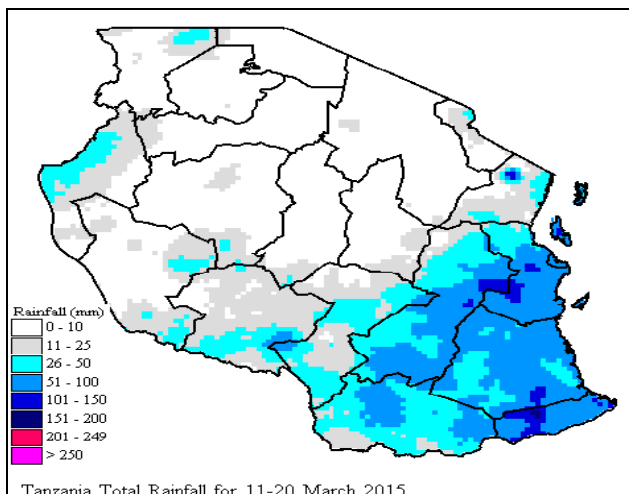 Rainfall (mm)
0 - 10
11 - 25
26 - 50
51 - 100
101 - 150
151 - 200
201 - 249
> 250
Tanzania Total Rainfall for 11-20 March 2015